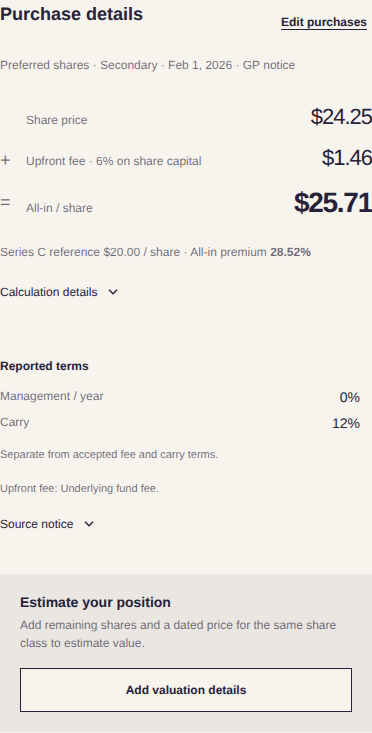 Purchase details
Edit purchases
Preferred shares · Secondary · Feb 1, 2026 · GP notice
Share price $24.25
+ Upfront fee · 6% on share capital $1.46
= All-in / share $25.71
Series C reference $20.00 / share · All-in premium 28.52%
Calculation details
Reported terms
Management / year 0%
Carry 12%
Separate from accepted fee and carry terms.
Upfront fee: Underlying fund fee.
Source notice
Estimate your position
Add remaining shares and a dated price for the same share
class to estimate value.
Add valuation details